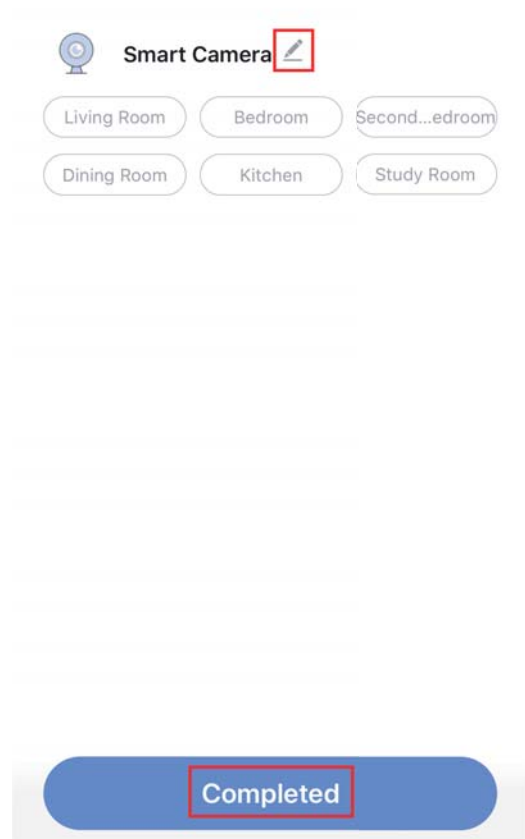 Smart Camera
Living Room Bedroom Second...edroom
Dining Room Kitchen Study Room
Completed